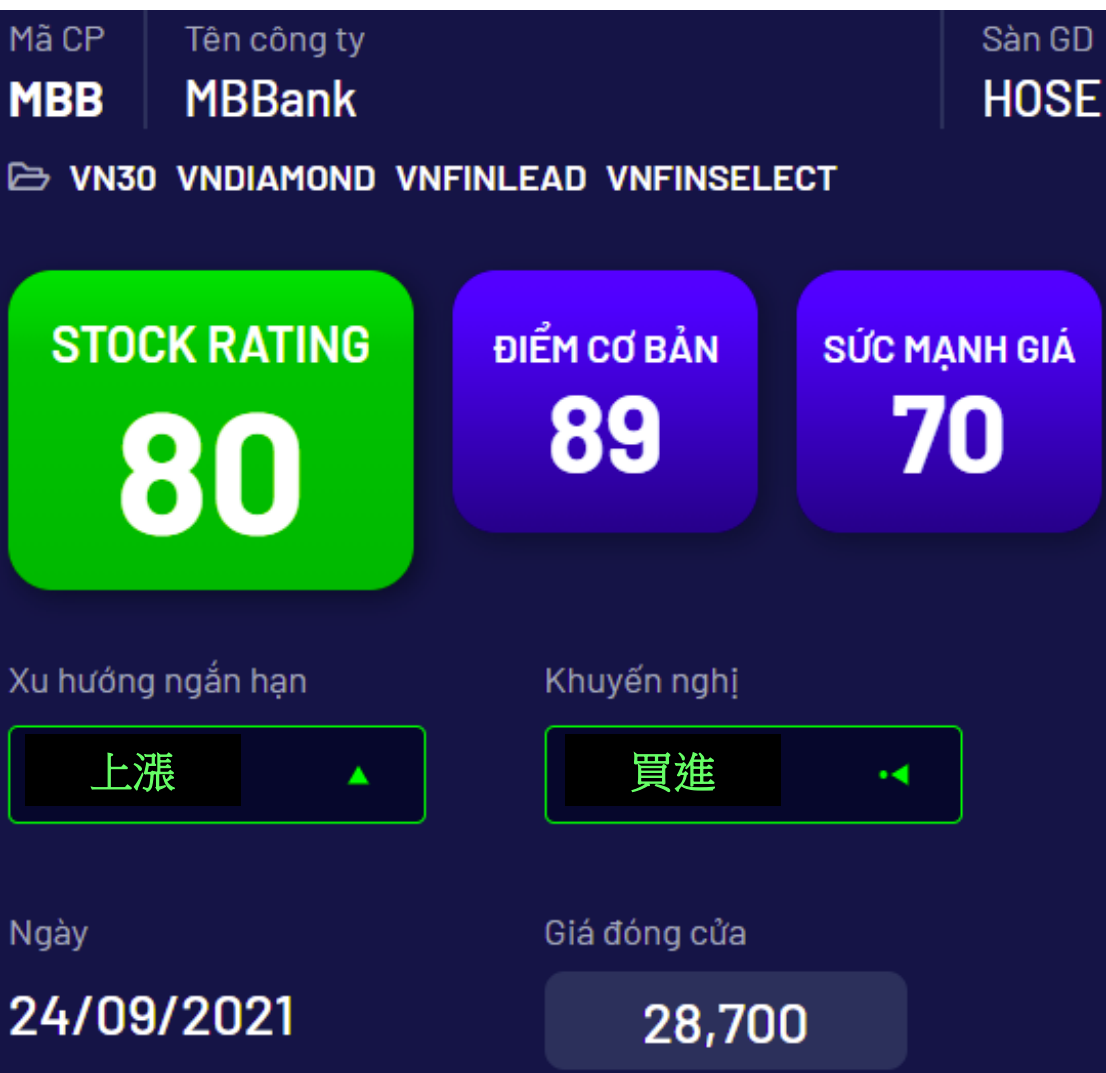 Mã CP Tên công ty Sàn GD
MBB MBBank HOSE
VN30 VNDIAMOND VNFINLEAD VNFINSELECT
STOCK RATING ĐIỂM CƠ BẢN SỨC MẠNH GIÁ
80 89 70
Xu hướng ngắn hạn Khuyến nghị
上漲 買進
Ngày Giá đóng cửa
24/09/2021 28,700